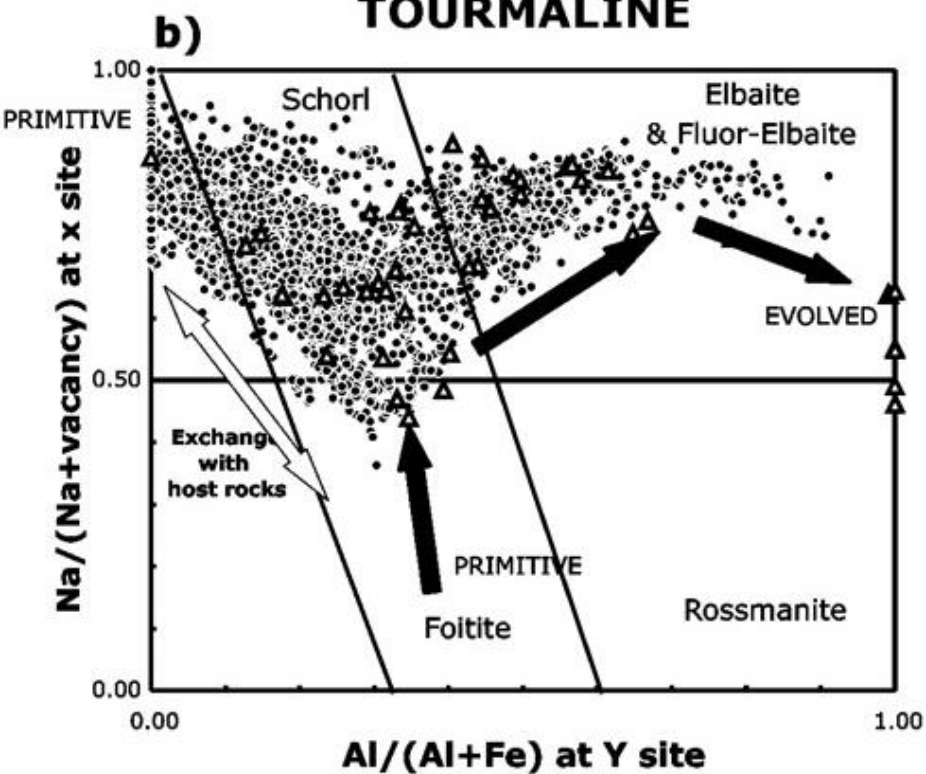 TOURMALINE
b)
1.00
PRIMITIVE
Schorl
Elbaite
& Fluor-Elbaite
EVOLVED
0.50
Exchange
with
host rocks
PRIMITIVE
Foitite
Rossmanite
0.00
0.00
1.00
Na/(Na+vacancy) at x site
Al/(Al+Fe) at Y site